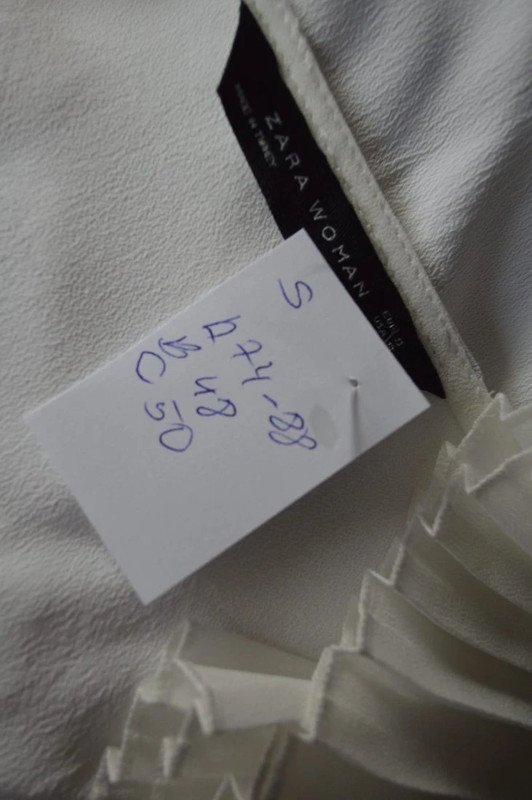 ZARA WOMAN
MADE IN TURKEY
S
A 74-88
B 48
C 50